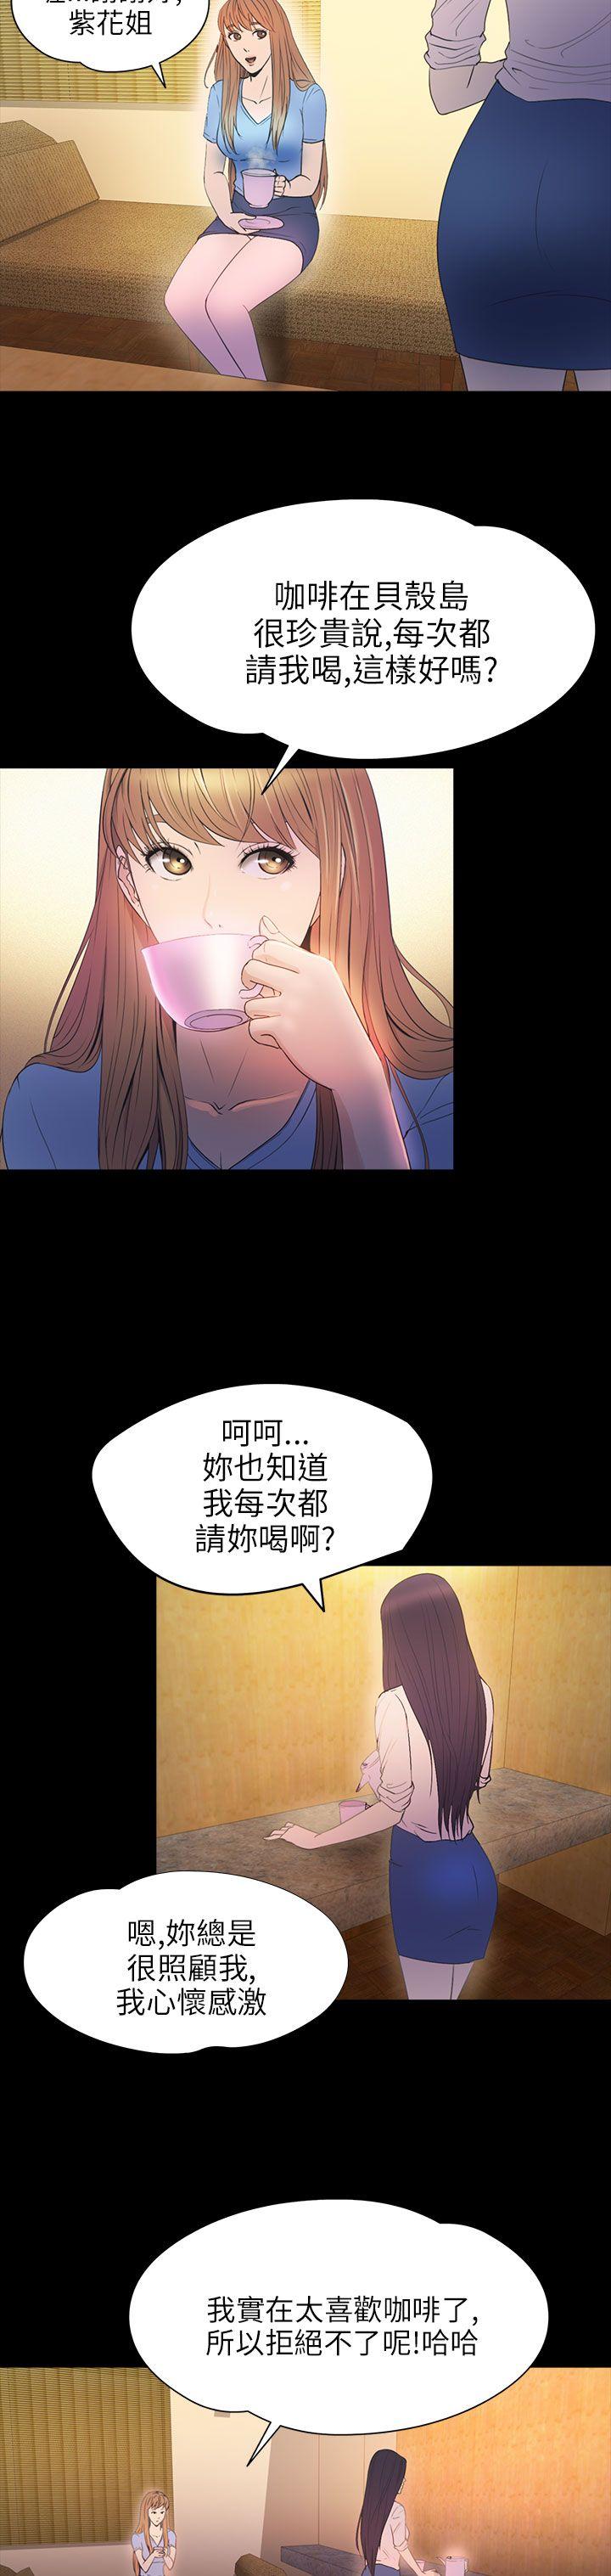 紫花姐
咖啡在貝殼島
很珍貴說,每次都
請我喝,這樣好嗎?
呵呵...
妳也知道
我每次都
請妳喝啊?
嗯,妳總是
很照顧我,
我心懷感激
我實在太喜歡咖啡了,
所以拒絕不了呢!哈哈